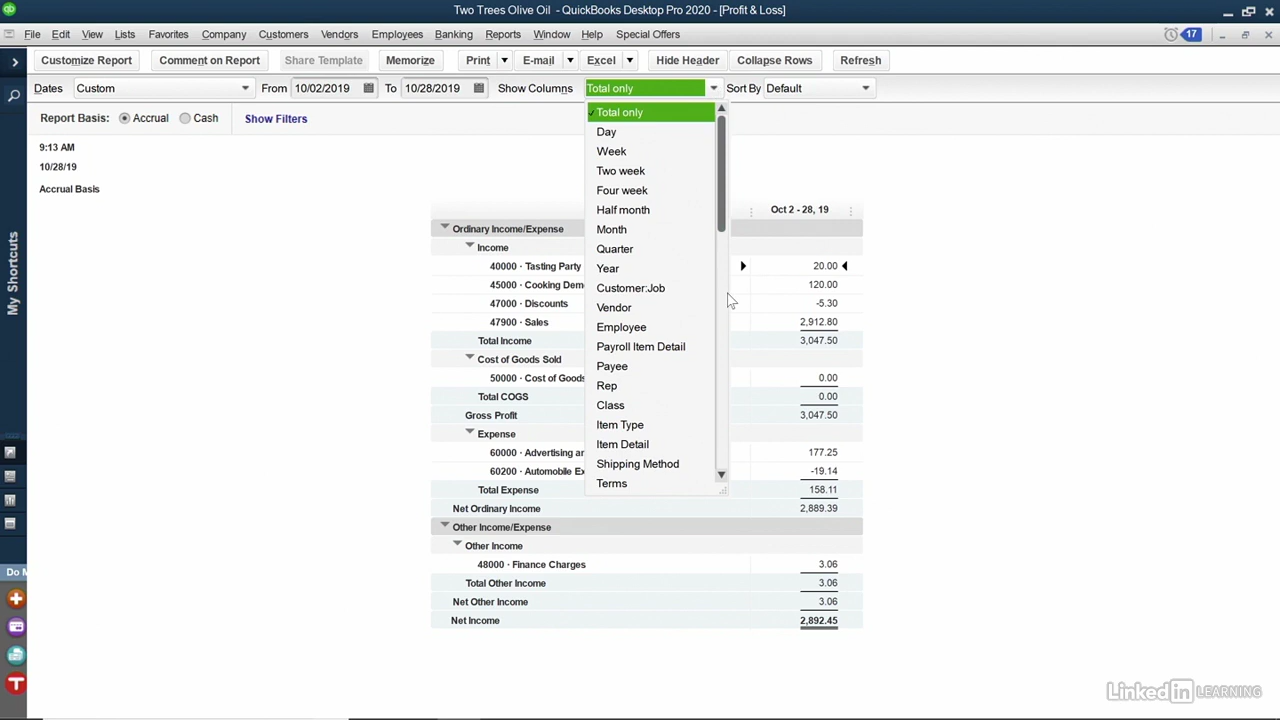 Two Trees Olive Oil - QuickBooks Desktop Pro 2020 - [Profit & Loss]
File Edit View Lists Favorites Company Customers Vendors Employees Banking Reports Window Help Special Offers 17
Customize Report Comment on Report Share Template Memorize Print E-mail Excel Hide Header Collapse Rows Refresh
Dates Custom From 10/02/2019 To 10/28/2019 Show Columns Total only Sort By Default
Report Basis: Accrual Cash Show Filters
Total only
Day
Week
Two week
Four week
Half month
Month
Quarter
Year
Customer:Job
Vendor
Employee
Payroll Item Detail
Payee
Rep
Class
Item Type
Item Detail
Shipping Method
Terms
9:13 AM
10/28/19
Accrual Basis
Oct 2 - 28, 19
Ordinary Income/Expense
Income
40000 · Tasting Party 20.00
45000 · Cooking Dem 120.00
47000 · Discounts -5.30
47900 · Sales 2,912.80
Total Income 3,047.50
Cost of Goods Sold
50000 · Cost of Goods 0.00
Total COGS 0.00
Gross Profit 3,047.50
Expense
60000 · Advertising an 177.25
60200 · Automobile Ex -19.14
Total Expense 158.11
Net Ordinary Income 2,889.39
Other Income/Expense
Other Income
48000 · Finance Charges 3.06
Total Other Income 3.06
Net Other Income 3.06
Net Income 2,892.45
My Shortcuts
Do M
LinkedIn LEARNING